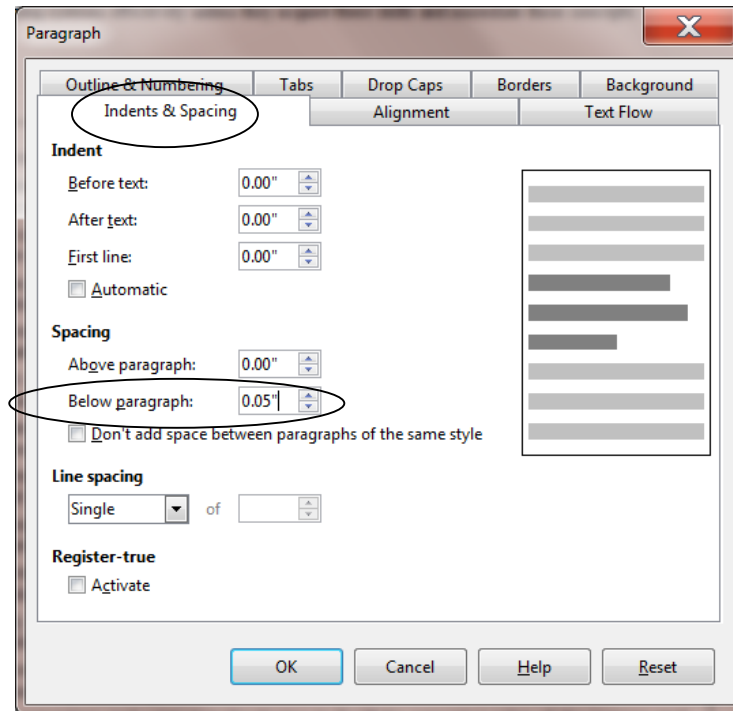 Paragraph
X
Outline & Numbering Tabs Drop Caps Borders Background
Indents & Spacing Alignment Text Flow
Indent
Before text: 0.00"
After text: 0.00"
First line: 0.00"
Automatic
Spacing
Above paragraph: 0.00"
Below paragraph: 0.05"
Don't add space between paragraphs of the same style
Line spacing
Single of
Register-true
Activate
OK Cancel Help Reset